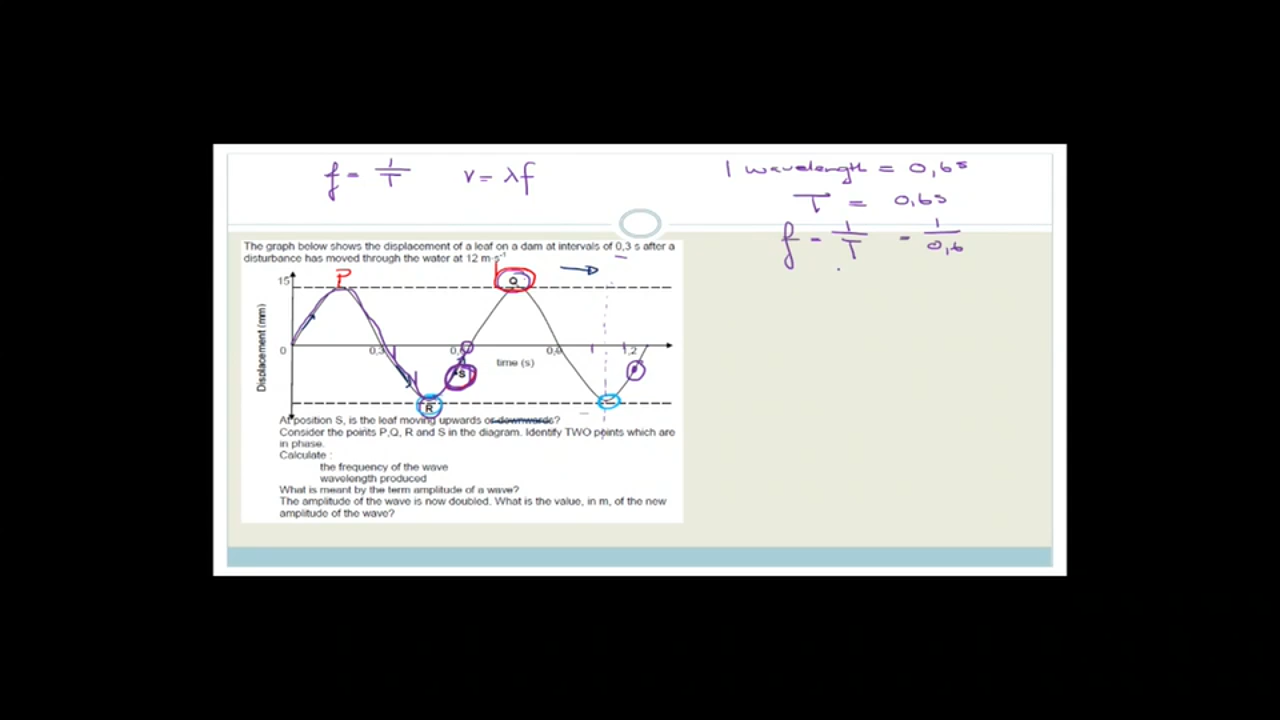 f = 1/T    v = λf
1 wavelength = 0,6s
T = 0,6s
f = 1/T = 1/0,6
The graph below shows the displacement of a leaf on a dam at intervals of 0,3 s after a
disturbance has moved through the water at 12 m·s⁻¹
P
Q
15
Displacement (mm)
0
0,3
0,9
1,2
time (s)
S
R
At position S, is the leaf moving upwards or downwards?
Consider the points P,Q, R and S in the diagram. Identify TWO points which are
in phase.
Calculate :
the frequency of the wave
wavelength produced
What is meant by the term amplitude of a wave?
The amplitude of the wave is now doubled. What is the value, in m, of the new
amplitude of the wave?